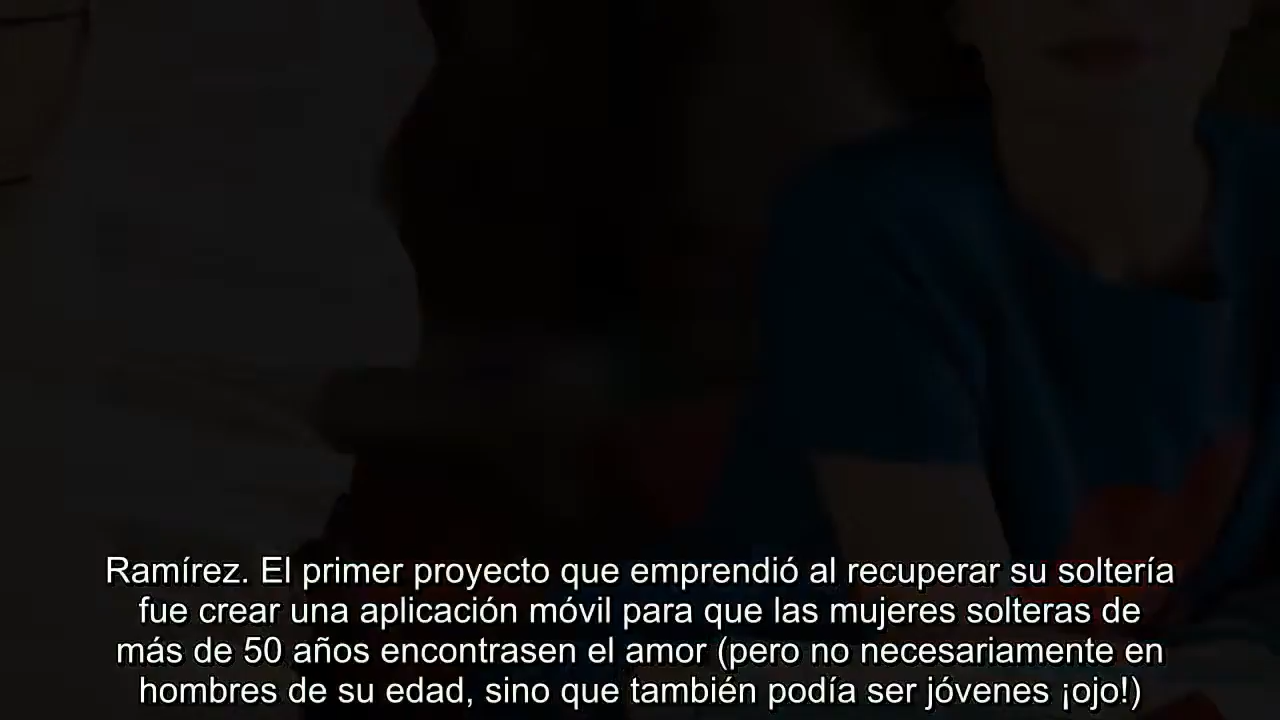 Ramírez. El primer proyecto que emprendió al recuperar su soltería
fue crear una aplicación móvil para que las mujeres solteras de
más de 50 años encontrasen el amor (pero no necesariamente en
hombres de su edad, sino que también podía ser jóvenes ¡ojo!)